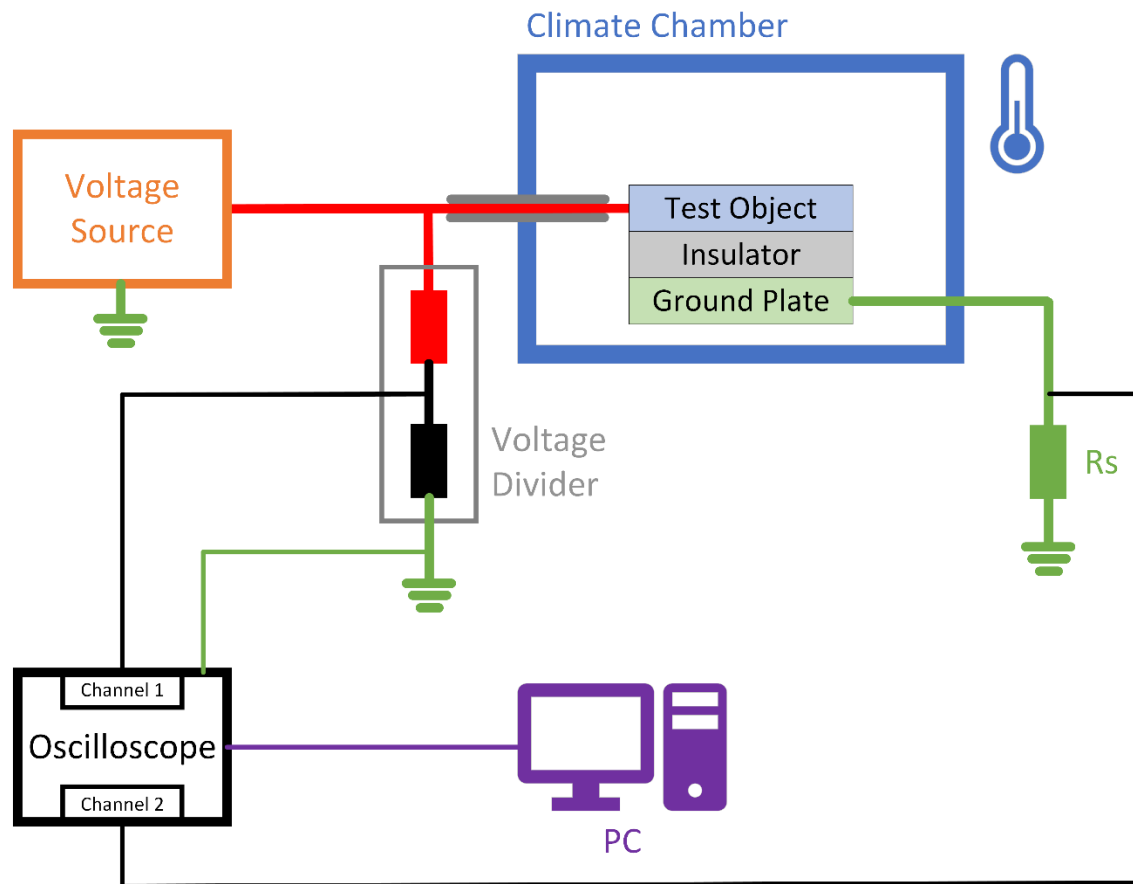 Climate Chamber
Voltage
Source
Test Object
Insulator
Ground Plate
Voltage
Divider
Rs
Channel 1
Oscilloscope
Channel 2
PC